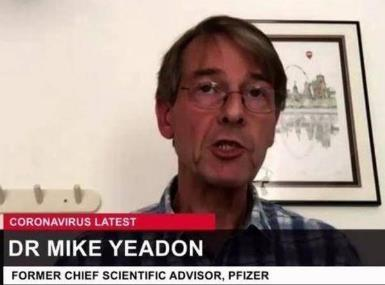 CORONAVIRUS LATEST
DR MIKE YEADON
FORMER CHIEF SCIENTIFIC ADVISOR, PFIZER